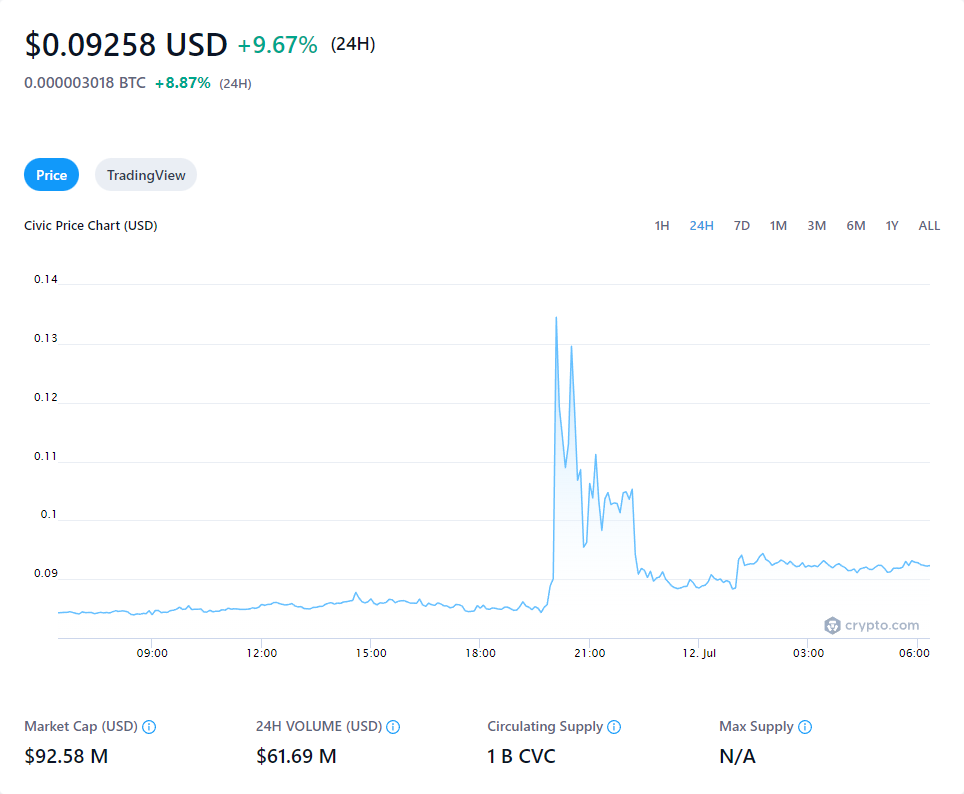 $0.09258 USD +9.67% (24H)
0.000003018 BTC +8.87% (24H)
Price TradingView
Civic Price Chart (USD) 1H 24H 7D 1M 3M 6M 1Y ALL
0.14
0.13
0.12
0.11
0.1
0.09
crypto.com
09:00 12:00 15:00 18:00 21:00 12. Jul 03:00 06:00
Market Cap (USD) 24H VOLUME (USD) Circulating Supply Max Supply
$92.58 M $61.69 M 1 B CVC N/A